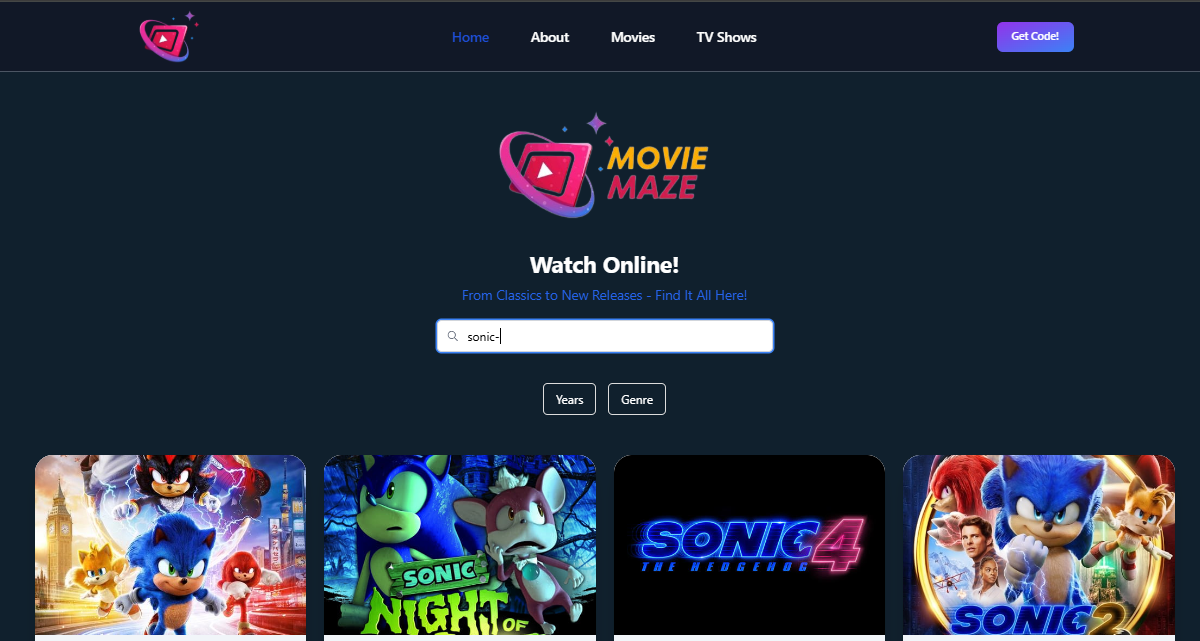 Home About Movies TV Shows Get Code!
MOVIE
MAZE
Watch Online!
From Classics to New Releases - Find It All Here!
sonic-
Years Genre
SONIC
NIGHT OF
SONIC 4
THE HEDGEHOG
SONIC 2